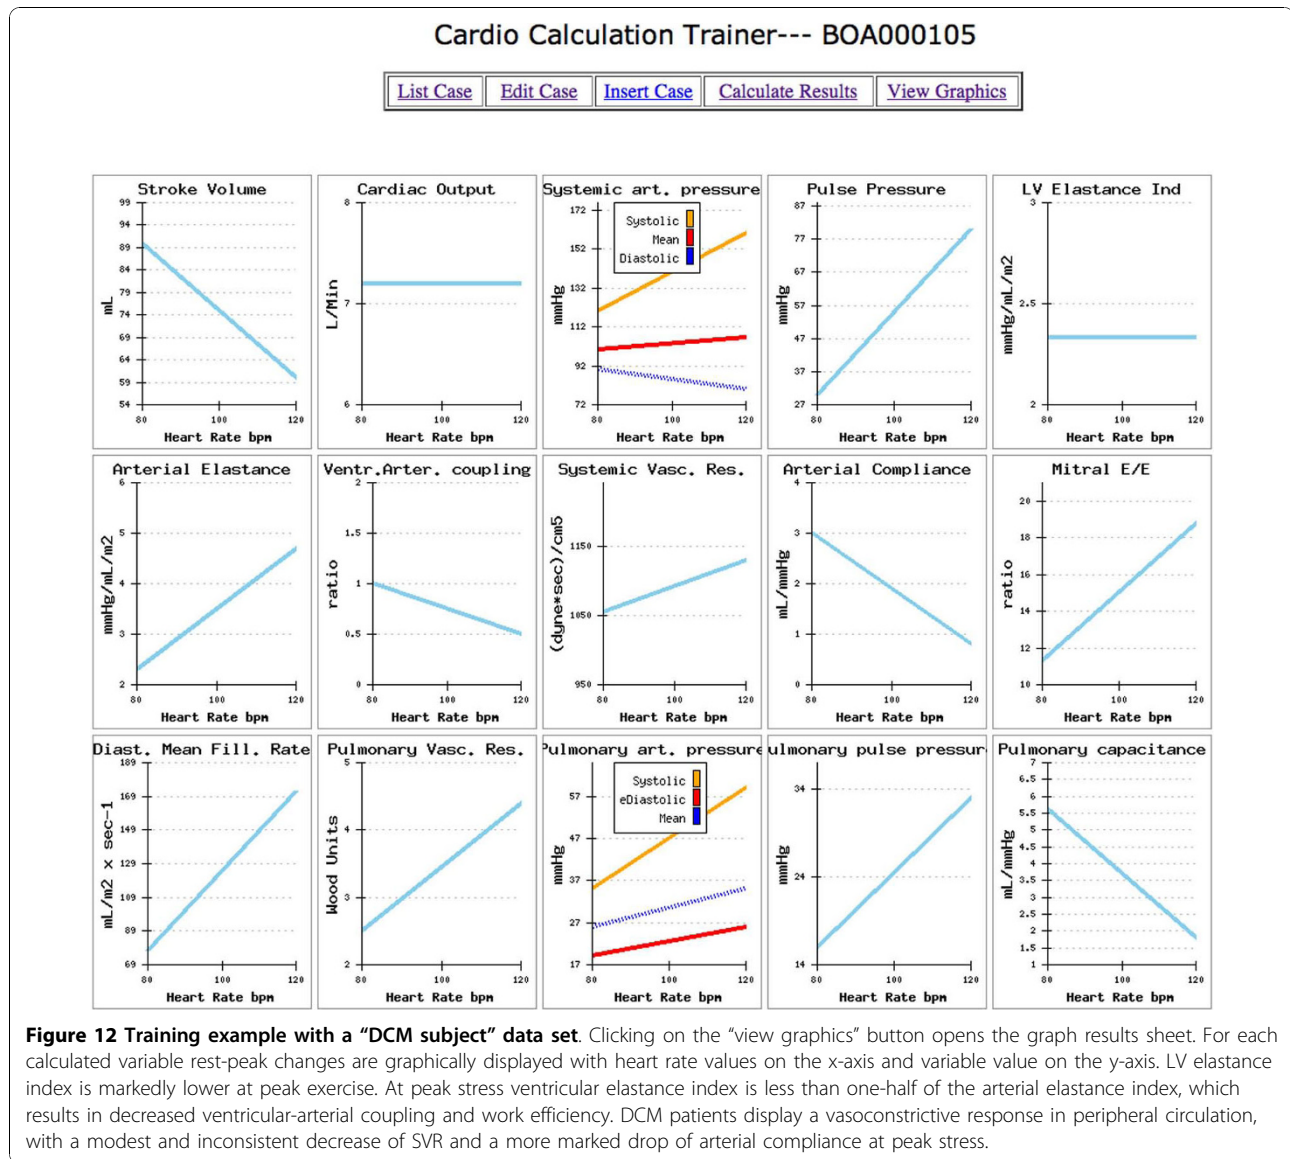 Cardio Calculation Trainer--- BOA000105
List Case Edit Case Insert Case Calculate Results View Graphics
Stroke Volume
99
94
89
84
79
74
69
64
59
54
mL
80 100 120
Heart Rate bpm
Cardiac Output
8
7
6
L/Min
80 100 120
Heart Rate bpm
Systemic art. pressure
172
152
132
112
92
72
mmHg
Systolic
Mean
Diastolic
80 100 120
Heart Rate bpm
Pulse Pressure
87
77
67
57
47
37
27
mmHg
80 100 120
Heart Rate bpm
LV Elastance Ind
3
2.5
2
mmHg/mL/m2
80 100 120
Heart Rate bpm
Arterial Elastance
6
5
4
3
2
mmHg/mL/m2
80 100 120
Heart Rate bpm
Ventr.Arter. coupling
2
1.5
1
0.5
0
ratio
80 100 120
Heart Rate bpm
Systemic Vasc. Res.
1150
1050
950
(dyne*sec)/cm5
80 100 120
Heart Rate bpm
Arterial Compliance
4
3
2
1
0
mL/mmHg
80 100 120
Heart Rate bpm
Mitral E/E
20
18
16
14
12
10
ratio
80 100 120
Heart Rate bpm
Diast. Mean Fill. Rate
189
169
149
129
109
89
69
mL/m2 x sec-1
80 100 120
Heart Rate bpm
Pulmonary Vasc. Res.
5
4
3
2
Wood Units
80 100 120
Heart Rate bpm
Pulmonary art. pressure
57
47
37
27
17
mmHg
Systolic
eDiastolic
Mean
80 100 120
Heart Rate bpm
ulmonary pulse pressur
34
24
14
mmHg
80 100 120
Heart Rate bpm
Pulmonary capacitance
7
6.5
6
5.5
5
4.5
4
3.5
3
2.5
2
1.5
1
mL/mmHg
80 100 120
Heart Rate bpm
Figure 12 Training example with a “DCM subject” data set. Clicking on the “view graphics” button opens the graph results sheet. For each
calculated variable rest-peak changes are graphically displayed with heart rate values on the x-axis and variable value on the y-axis. LV elastance
index is markedly lower at peak exercise. At peak stress ventricular elastance index is less than one-half of the arterial elastance index, which
results in decreased ventricular-arterial coupling and work efficiency. DCM patients display a vasoconstrictive response in peripheral circulation,
with a modest and inconsistent decrease of SVR and a more marked drop of arterial compliance at peak stress.